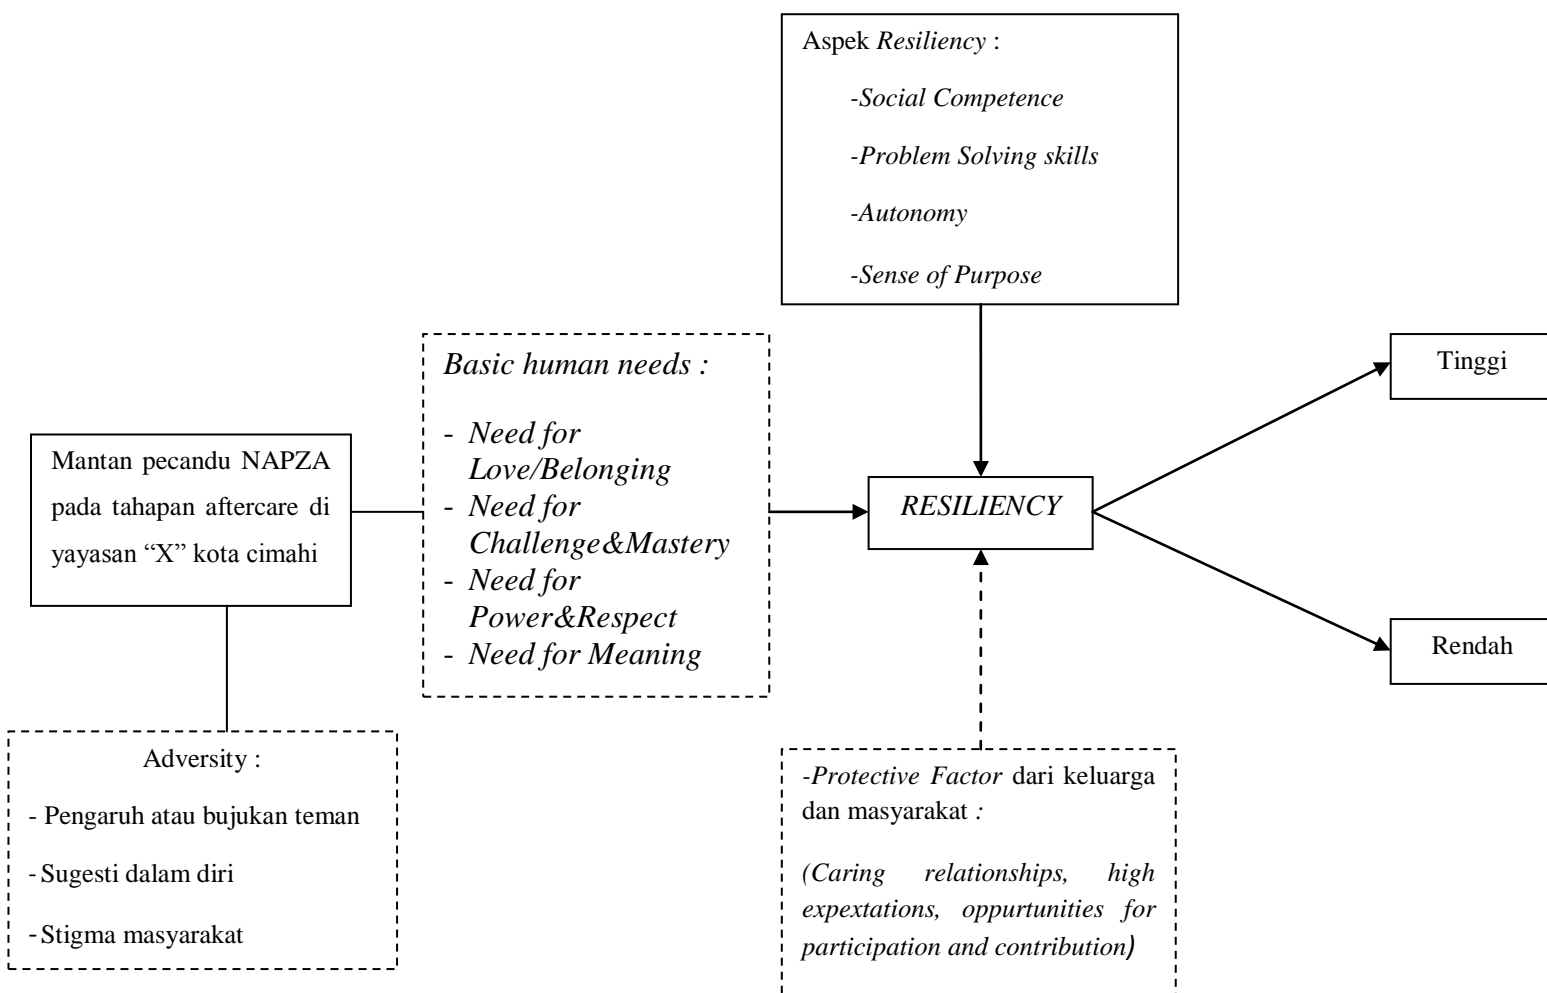 Aspek Resiliency :
-Social Competence
-Problem Solving skills
-Autonomy
-Sense of Purpose
Basic human needs :
- Need for
Love/Belonging
- Need for
Challenge&Mastery
- Need for
Power&Respect
- Need for Meaning
Mantan pecandu NAPZA
pada tahapan aftercare di
yayasan “X” kota cimahi
RESILIENCY
Tinggi
Rendah
Adversity :
- Pengaruh atau bujukan teman
- Sugesti dalam diri
- Stigma masyarakat
-Protective Factor dari keluarga
dan masyarakat :
(Caring relationships, high
expextations, oppurtunities for
participation and contribution)